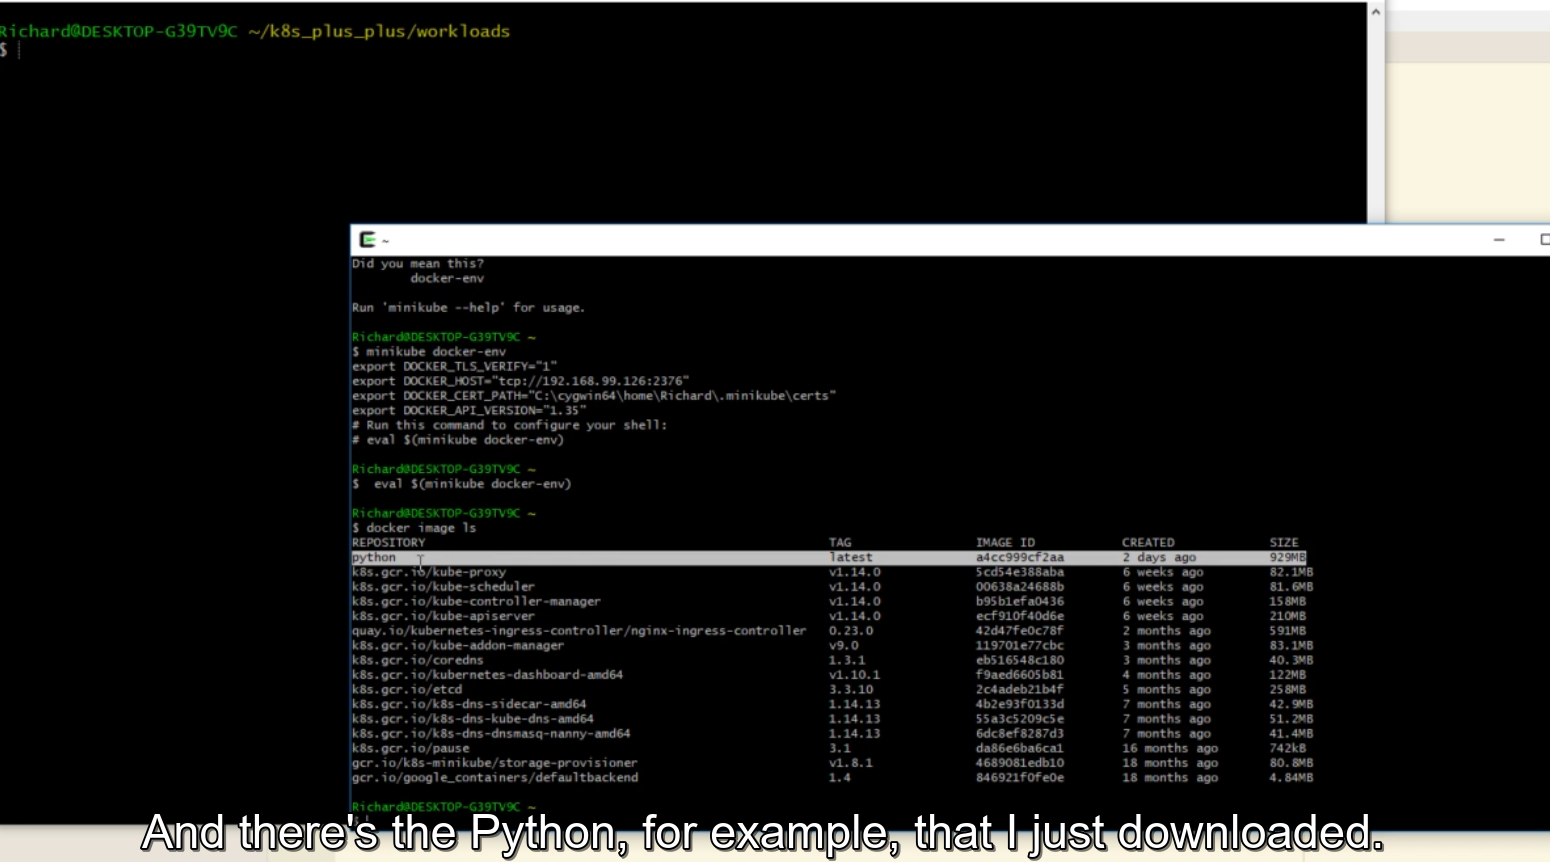 Richard@DESKTOP-G39TV9C ~/k8s_plus_plus/workloads
$
~
Did you mean this?
docker-env
Run 'minikube --help' for usage.
Richard@DESKTOP-G39TV9C ~
$ minikube docker-env
export DOCKER_TLS_VERIFY="1"
export DOCKER_HOST="tcp://192.168.99.126:2376"
export DOCKER_CERT_PATH="C:\cygwin64\home\Richard\.minikube\certs"
export DOCKER_API_VERSION="1.35"
# Run this command to configure your shell:
# eval $(minikube docker-env)
Richard@DESKTOP-G39TV9C ~
$  eval $(minikube docker-env)
Richard@DESKTOP-G39TV9C ~
$ docker image ls
REPOSITORY TAG IMAGE ID CREATED SIZE
python latest a4cc999cf2aa 2 days ago 929MB
k8s.gcr.io/kube-proxy v1.14.0 5cd54e388aba 6 weeks ago 82.1MB
k8s.gcr.io/kube-scheduler v1.14.0 00638a24688b 6 weeks ago 81.6MB
k8s.gcr.io/kube-controller-manager v1.14.0 b95b1efa0436 6 weeks ago 158MB
k8s.gcr.io/kube-apiserver v1.14.0 ecf910f40d6e 6 weeks ago 210MB
quay.io/kubernetes-ingress-controller/nginx-ingress-controller 0.23.0 42d47fe0c78f 2 months ago 591MB
k8s.gcr.io/kube-addon-manager v9.0 119701e77cbc 3 months ago 83.1MB
k8s.gcr.io/coredns 1.3.1 eb516548c180 3 months ago 40.3MB
k8s.gcr.io/kubernetes-dashboard-amd64 v1.10.1 f9aed6605b81 4 months ago 122MB
k8s.gcr.io/etcd 3.3.10 2c4adeb21b4f 5 months ago 258MB
k8s.gcr.io/k8s-dns-sidecar-amd64 1.14.13 4b2e93f0133d 7 months ago 42.9MB
k8s.gcr.io/k8s-dns-kube-dns-amd64 1.14.13 55a3c5209c5e 7 months ago 51.2MB
k8s.gcr.io/k8s-dns-dnsmasq-nanny-amd64 1.14.13 6dc8ef8287d3 7 months ago 41.4MB
k8s.gcr.io/pause 3.1 da86e6ba6ca1 16 months ago 742kB
gcr.io/k8s-minikube/storage-provisioner v1.8.1 4689081edb10 18 months ago 80.8MB
gcr.io/google_containers/defaultbackend 1.4 846921f0fe0e 18 months ago 4.84MB
Richard@DESKTOP-G39TV9C ~
$
And there's the Python, for example, that I just downloaded.